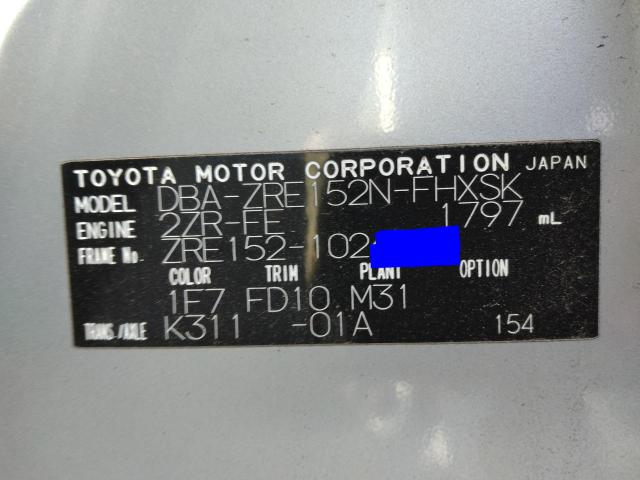 TOYOTA MOTOR CORPORATION JAPAN
MODEL DBA-ZRE152N-FHXSK
ENGINE 2ZR-FE 1797 mL
FRAME No. ZRE152-102
COLOR TRIM PLANT OPTION
1F7 FD10 M31
TRANS./AXLE K311 -01A 154